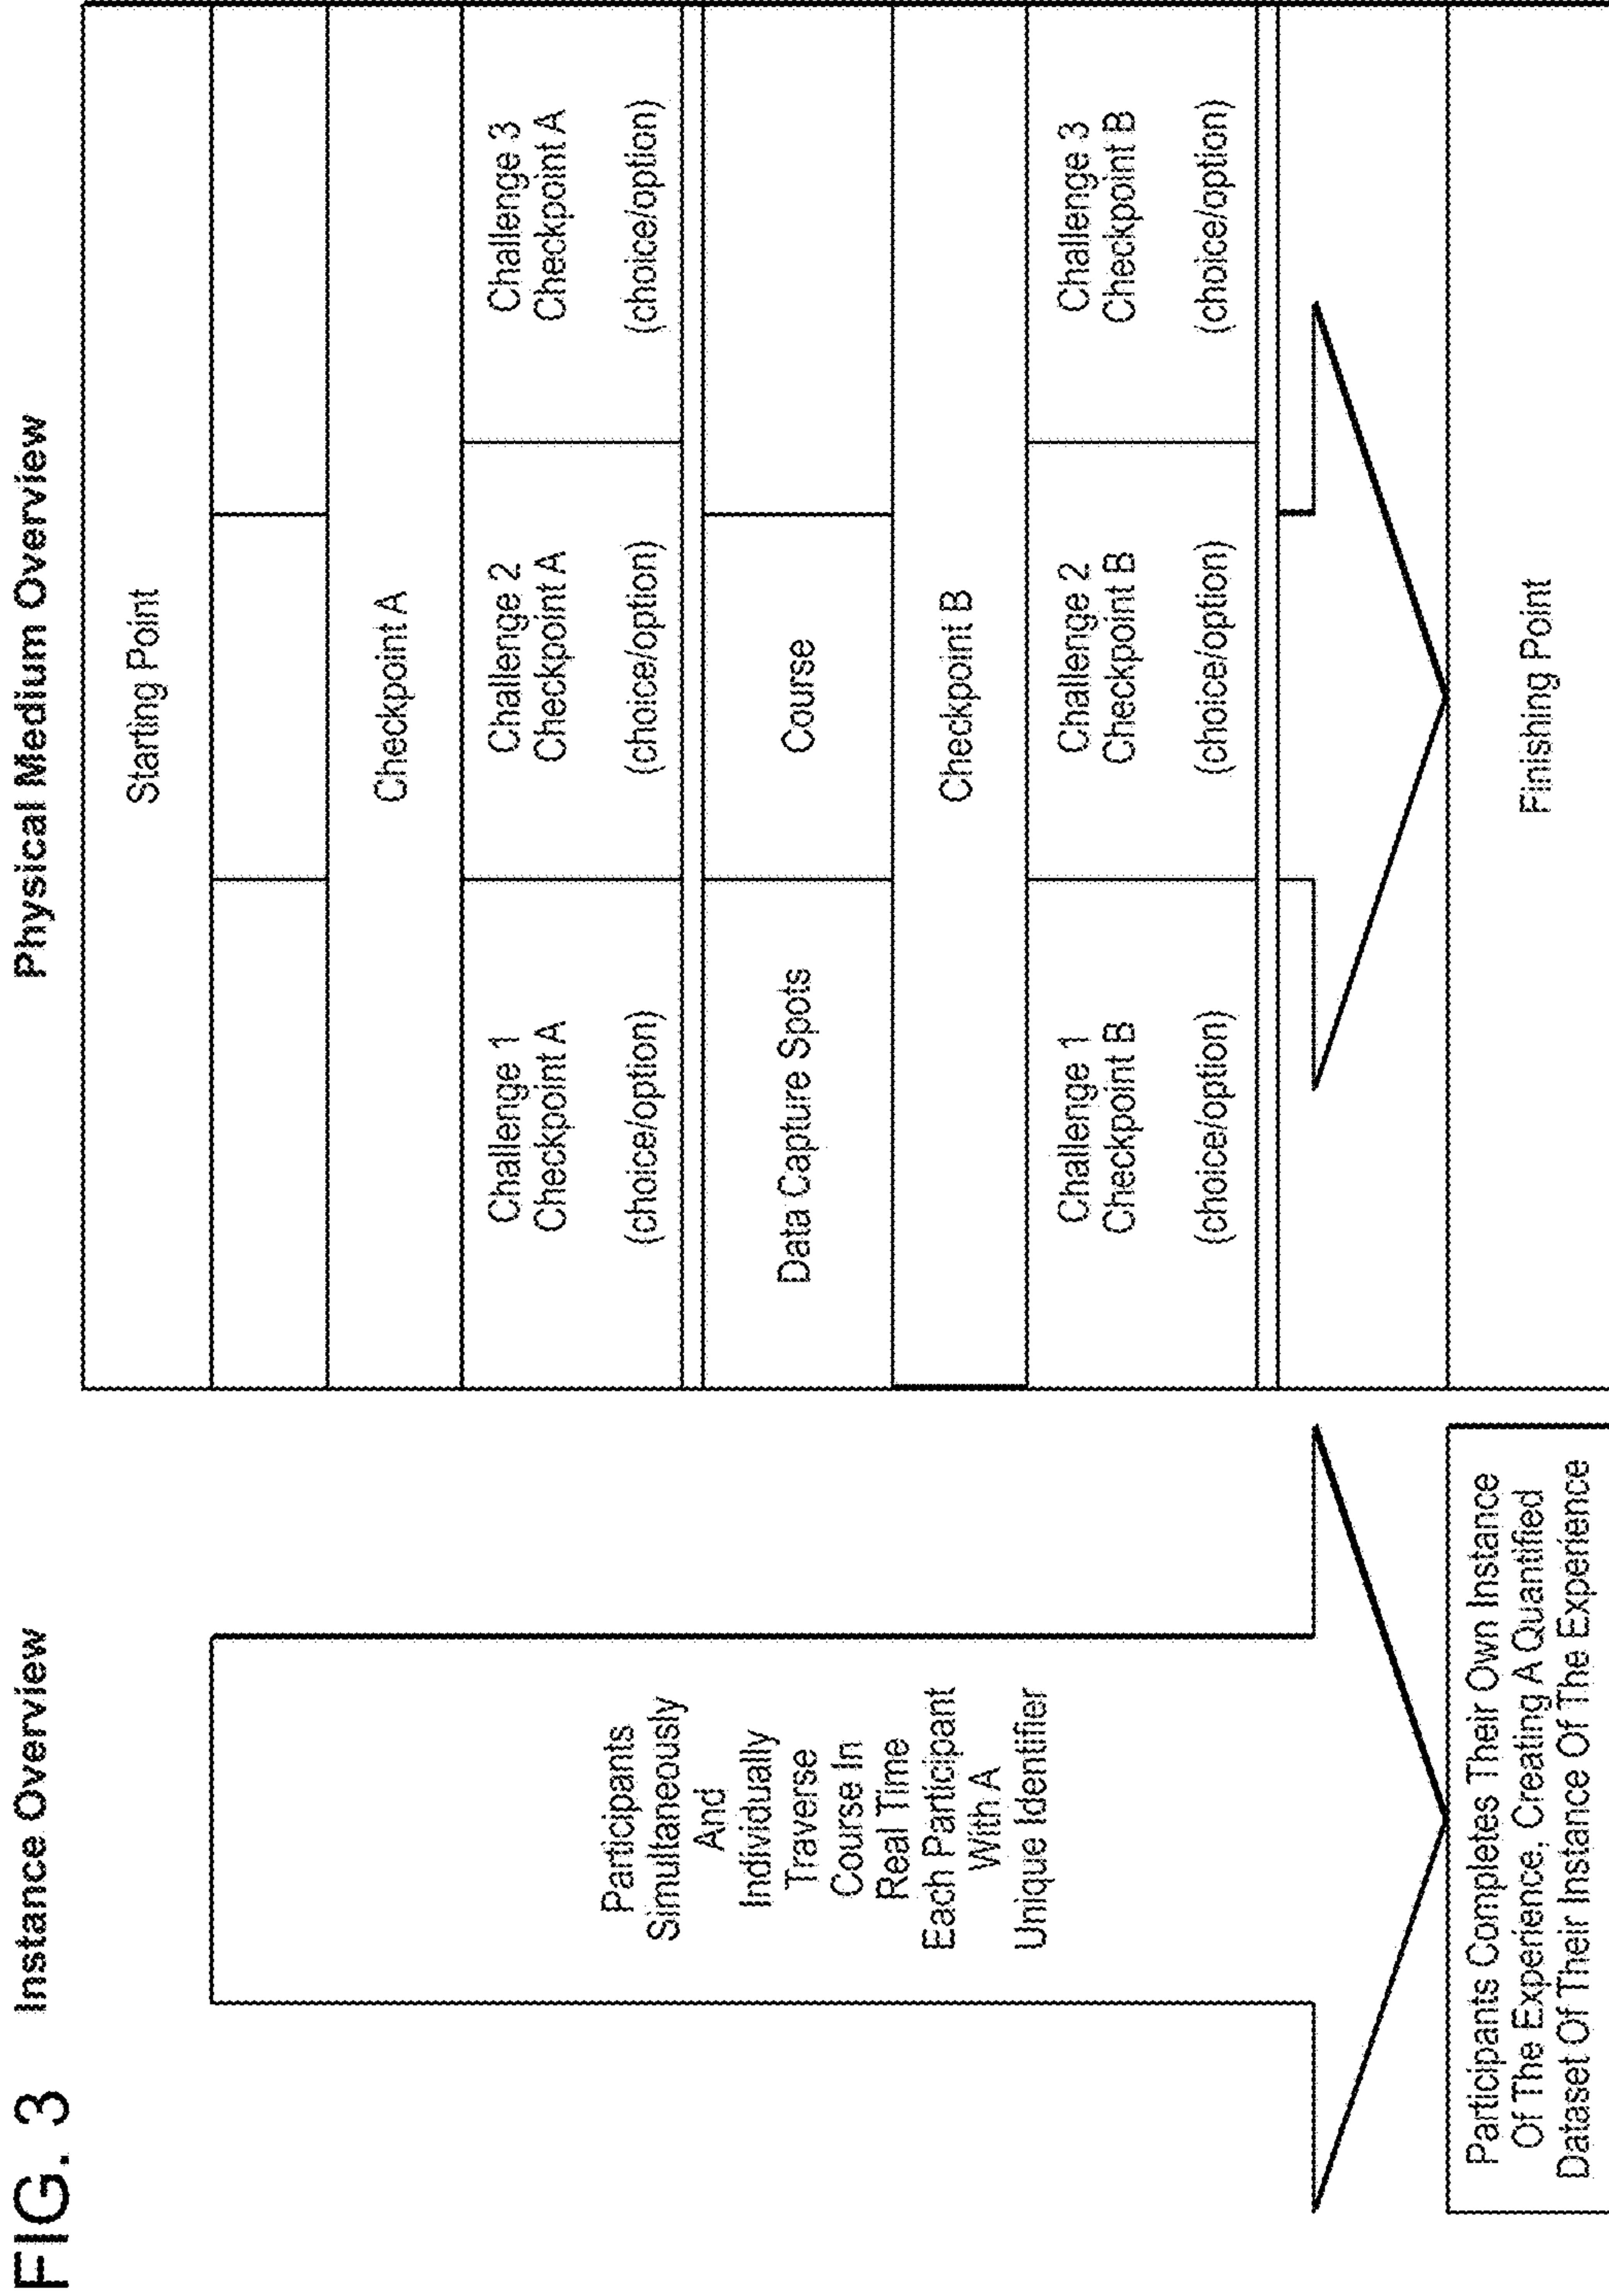 FIG. 3
Instance Overview
Participants
Simultaneously
And
Individually
Traverse
Course In
Real Time
Each Participant
With A
Unique Identifier
Participants Completes Their Own Instance
Of The Experience, Creating A Quantified
Dataset Of Their Instance Of The Experience
Physical Medium Overview
Starting Point
Checkpoint A
Challenge 1
Checkpoint A
(choice/option)
Challenge 2
Checkpoint A
(choice/option)
Challenge 3
Checkpoint A
(choice/option)
Data Capture Spots
Course
Checkpoint B
Challenge 1
Checkpoint B
(choice/option)
Challenge 2
Checkpoint B
(choice/option)
Challenge 3
Checkpoint B
(choice/option)
Finishing Point